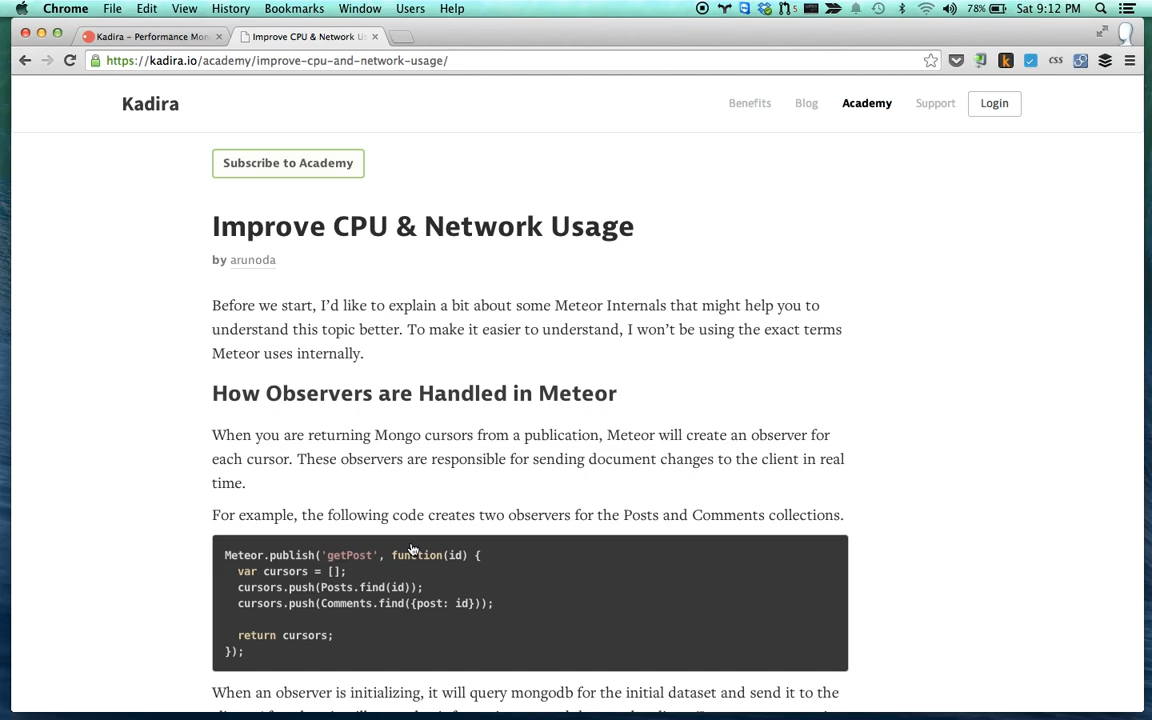 Chrome File Edit View History Bookmarks Window Users Help 5 78% Sat 9:12 PM
Kadira – Performance Mon Improve CPU & Network Us
https://kadira.io/academy/improve-cpu-and-network-usage/ k CSS
Kadira Benefits Blog Academy Support Login
Subscribe to Academy
Improve CPU & Network Usage
by arunoda
Before we start, I’d like to explain a bit about some Meteor Internals that might help you to
understand this topic better. To make it easier to understand, I won’t be using the exact terms
Meteor uses internally.
How Observers are Handled in Meteor
When you are returning Mongo cursors from a publication, Meteor will create an observer for
each cursor. These observers are responsible for sending document changes to the client in real
time.
For example, the following code creates two observers for the Posts and Comments collections.
Meteor.publish('getPost', function(id) {
var cursors = [];
cursors.push(Posts.find(id));
cursors.push(Comments.find({post: id}));
return cursors;
});
When an observer is initializing, it will query mongodb for the initial dataset and send it to the